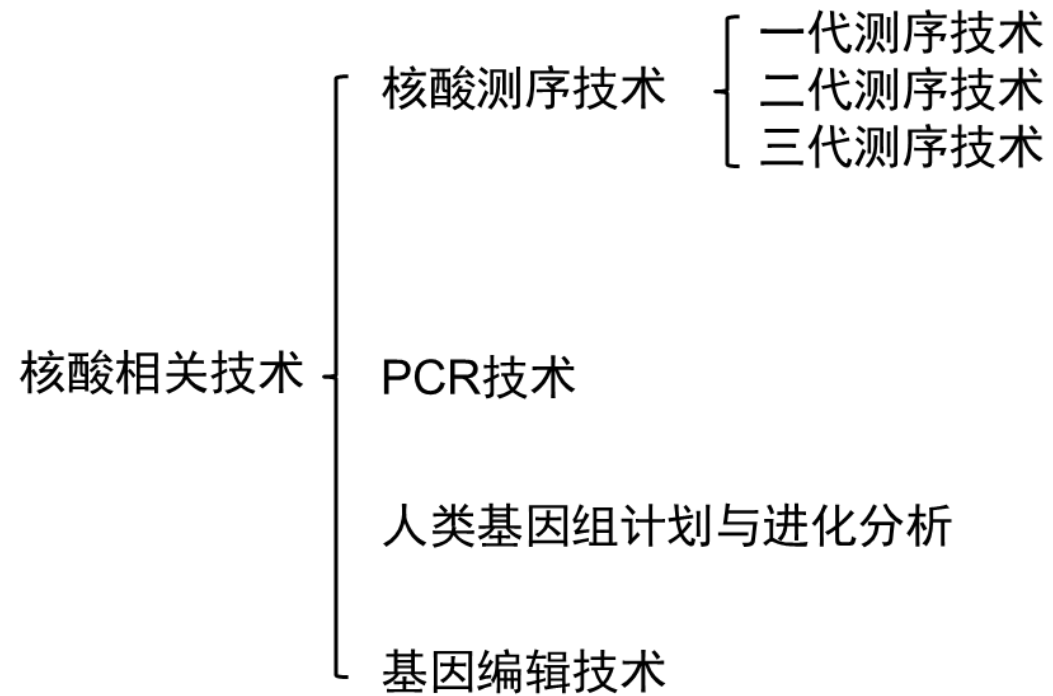 核酸相关技术
核酸测序技术
一代测序技术
二代测序技术
三代测序技术
PCR技术
人类基因组计划与进化分析
基因编辑技术